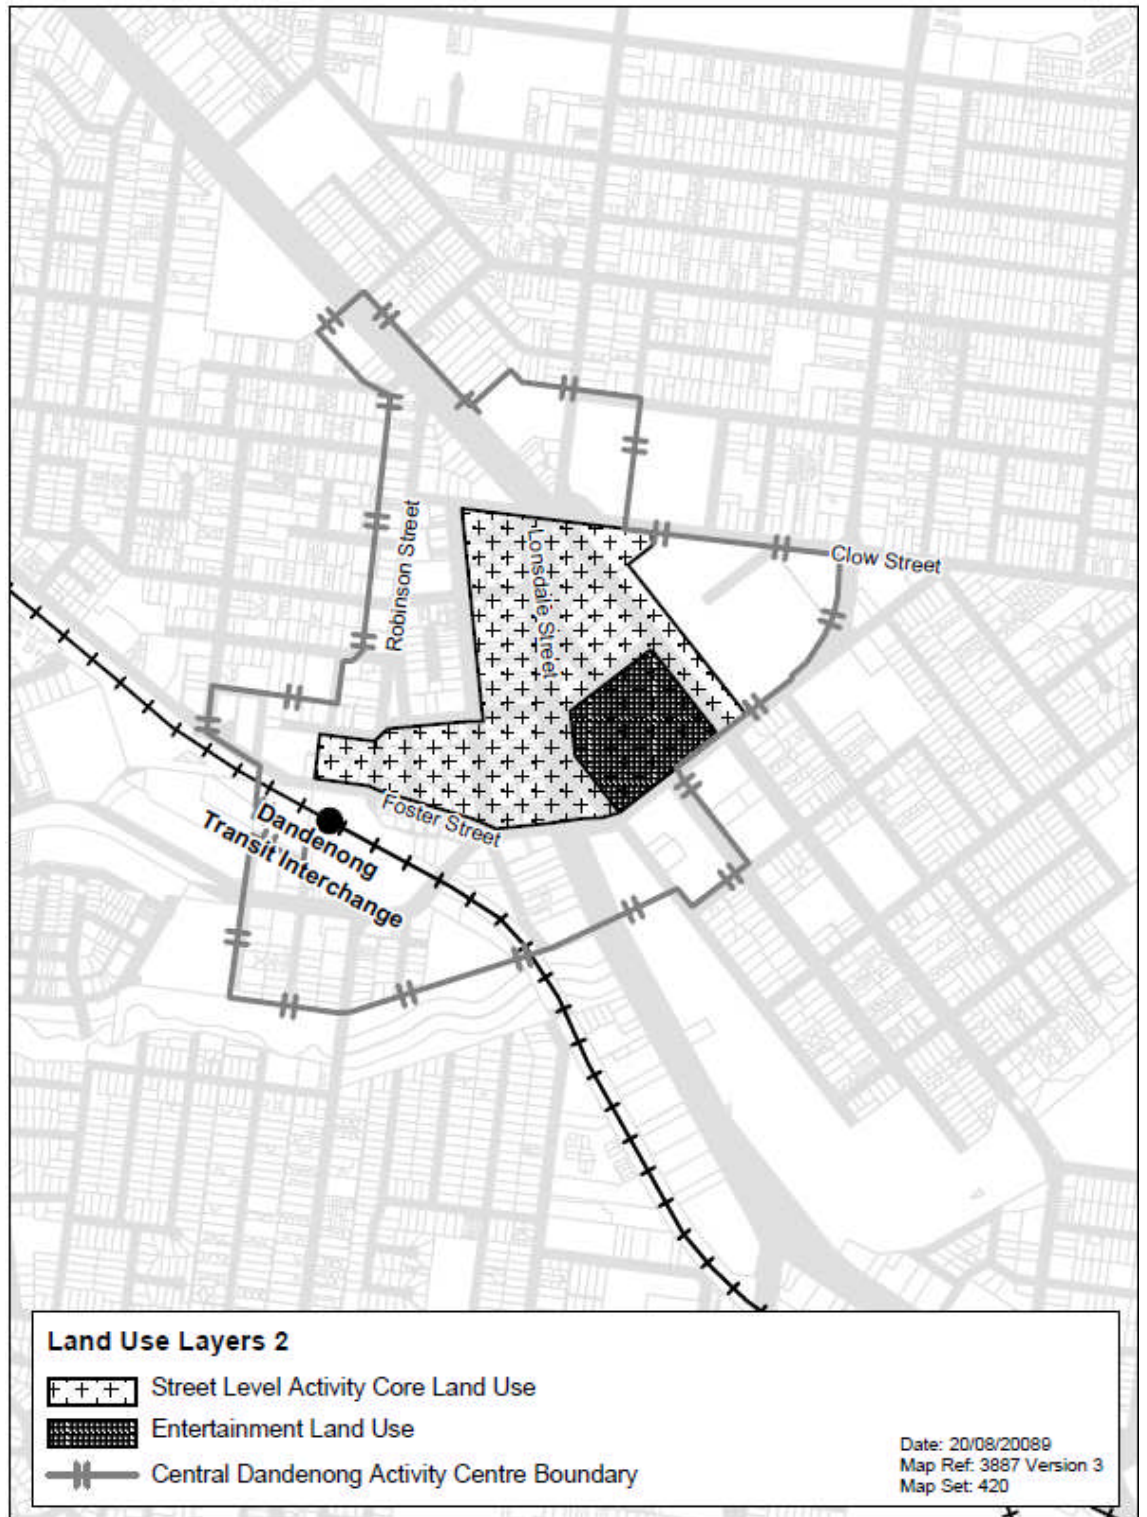 Clow Street
Lonsdale Street
Robinson Street
Foster Street
Dandenong
Transit Interchange
Land Use Layers 2
Street Level Activity Core Land Use
Entertainment Land Use
Central Dandenong Activity Centre Boundary
Date: 20/08/20089
Map Ref: 3887 Version 3
Map Set: 420